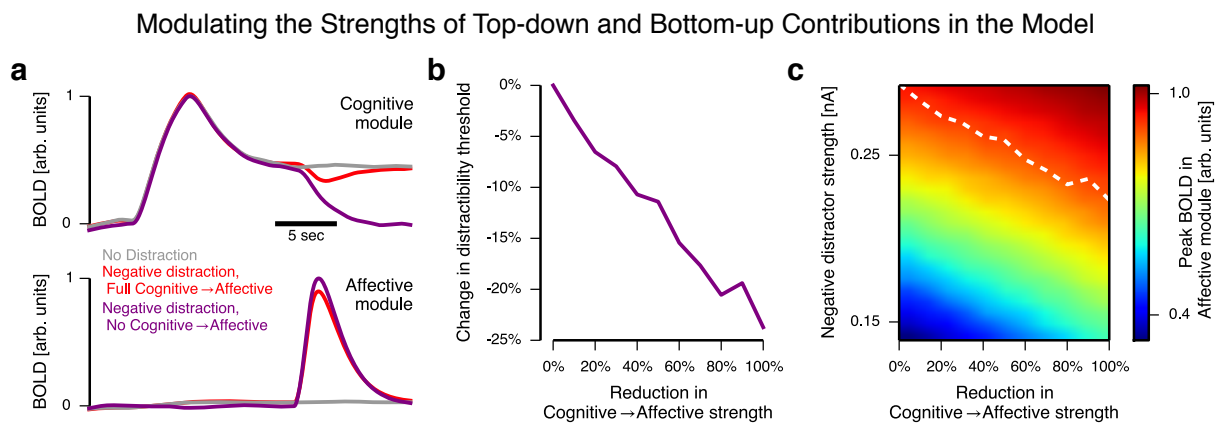 Modulating the Strengths of Top-down and Bottom-up Contributions in the Model
a
BOLD [arb. units]
1
0
Cognitive
module
5 sec
No Distraction
Negative distraction,
Full Cognitive→Affective
Negative distraction,
No Cognitive→Affective
BOLD [arb. units]
1
0
Affective
module
b
Change in distractibility threshold
0%
-5%
-10%
-15%
-20%
-25%
0% 20% 40% 60% 80% 100%
Reduction in
Cognitive→Affective strength
c
Negative distractor strength [nA]
0.25
0.15
0% 20% 40% 60% 80% 100%
Reduction in
Cognitive→Affective strength
1.0
0.4
Peak BOLD in
Affective module [arb. units]